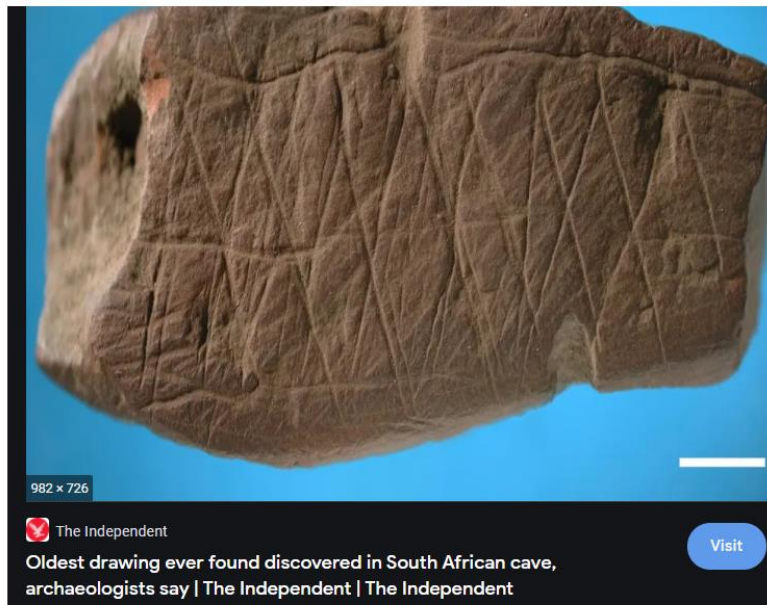 982 × 726
The Independent
Oldest drawing ever found discovered in South African cave,
archaeologists say | The Independent | The Independent
Visit